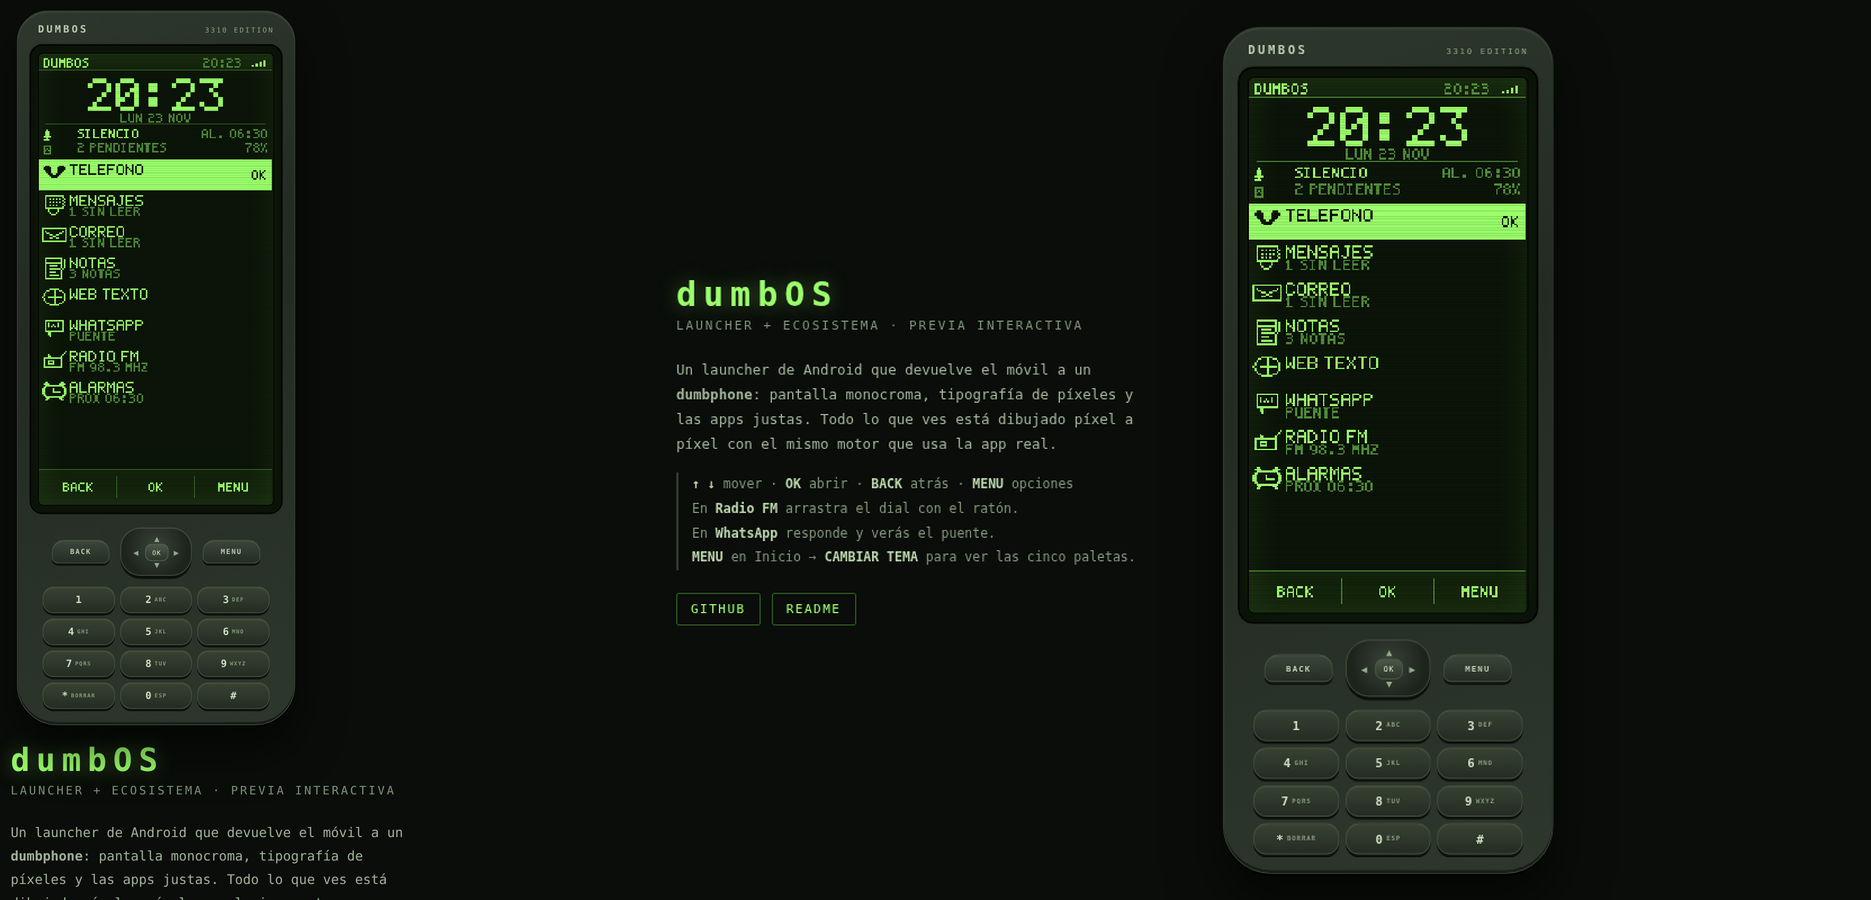 DUMBOS 3310 EDITION
DUMBOS 20:23
20:23
LUN 23 NOV
SILENCIO AL. 06:30
2 PENDIENTES 78%
TELEFONO OK
MENSAJES
1 SIN LEER
CORREO
1 SIN LEER
NOTAS
3 NOTAS
WEB TEXTO
WHATSAPP
PUENTE
RADIO FM
FM 98.3 MHZ
ALARMAS
PROX 06:30
BACK OK MENU
BACK OK MENU
1 2 ABC 3 DEF
4 GHI 5 JKL 6 MNO
7 PQRS 8 TUV 9 WXYZ
* BORRAR 0 ESP #
dumbOS
LAUNCHER + ECOSISTEMA · PREVIA INTERACTIVA
Un launcher de Android que devuelve el móvil a un
dumbphone: pantalla monocroma, tipografía de
píxeles y las apps justas. Todo lo que ves está
dumbOS
LAUNCHER + ECOSISTEMA · PREVIA INTERACTIVA
Un launcher de Android que devuelve el móvil a un
dumbphone: pantalla monocroma, tipografía de píxeles y
las apps justas. Todo lo que ves está dibujado píxel a
píxel con el mismo motor que usa la app real.
↑ ↓ mover · OK abrir · BACK atrás · MENU opciones
En Radio FM arrastra el dial con el ratón.
En WhatsApp responde y verás el puente.
MENU en Inicio → CAMBIAR TEMA para ver las cinco paletas.
GITHUB README
DUMBOS 3310 EDITION
DUMBOS 20:23
20:23
LUN 23 NOV
SILENCIO AL. 06:30
2 PENDIENTES 78%
TELEFONO OK
MENSAJES
1 SIN LEER
CORREO
1 SIN LEER
NOTAS
3 NOTAS
WEB TEXTO
WHATSAPP
PUENTE
RADIO FM
FM 98.3 MHZ
ALARMAS
PROX 06:30
BACK OK MENU
BACK OK MENU
1 2 ABC 3 DEF
4 GHI 5 JKL 6 MNO
7 PQRS 8 TUV 9 WXYZ
* BORRAR 0 ESP #